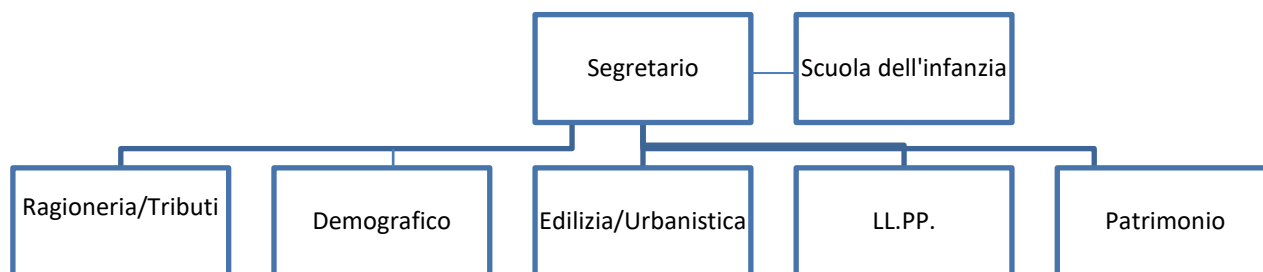 Segretario
Scuola dell'infanzia
Ragioneria/Tributi
Demografico
Edilizia/Urbanistica
LL.PP.
Patrimonio